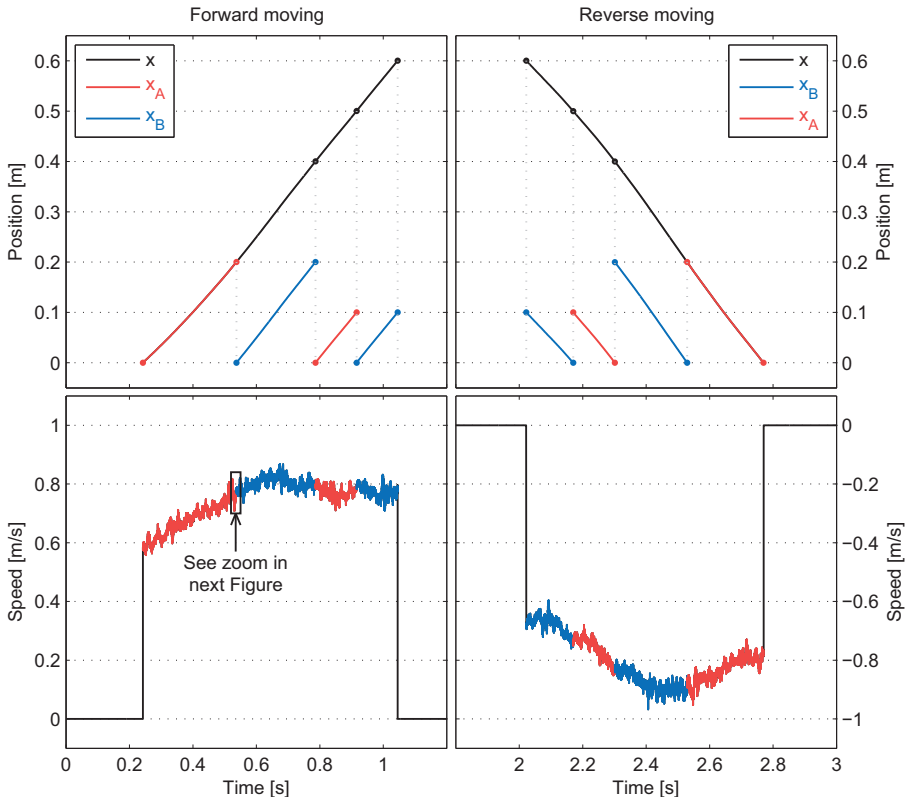 Forward moving
Reverse moving
0.6
0.5
0.4
0.3
0.2
0.1
0
Position [m]
x
x_A
x_B
x
x_B
x_A
0.6
0.5
0.4
0.3
0.2
0.1
0
Position [m]
1
0.8
0.6
0.4
0.2
0
Speed [m/s]
See zoom in
next Figure
0
−0.2
−0.4
−0.6
−0.8
−1
Speed [m/s]
0 0.2 0.4 0.6 0.8 1
Time [s]
2 2.2 2.4 2.6 2.8 3
Time [s]